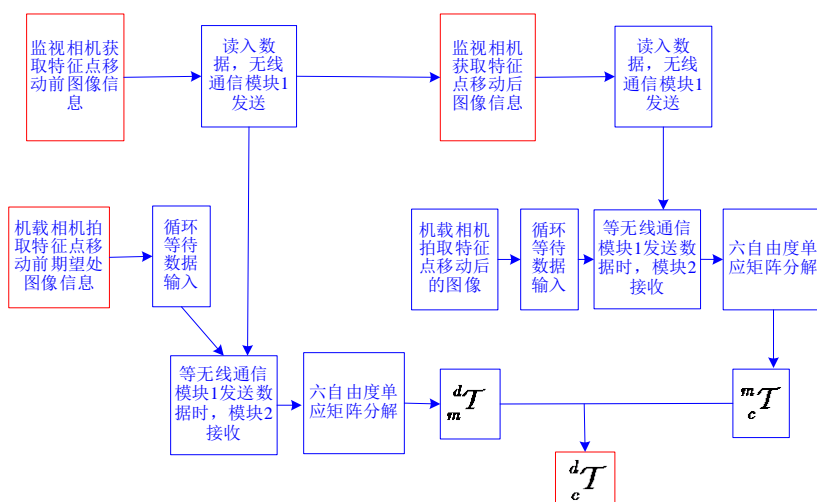 监视相机获
取特征点移
动前图像信
息
读入数
据，无线
通信模块1
发送
监视相机
获取特征
点移动后
图像信息
读入数
据，无线
通信模块1
发送
机载相机拍
取特征点移
动前期望处
图像信息
循环
等待
数据
输入
机载相机
拍取特征
点移动后
的图像
循环
等待
数据
输入
等无线通信
模块1发送数
据时，模块2
接收
六自由度单
应矩阵分解
等无线通信
模块1发送数
据时，模块2
接收
六自由度单
应矩阵分解
d
m T
m
c T
d
c T